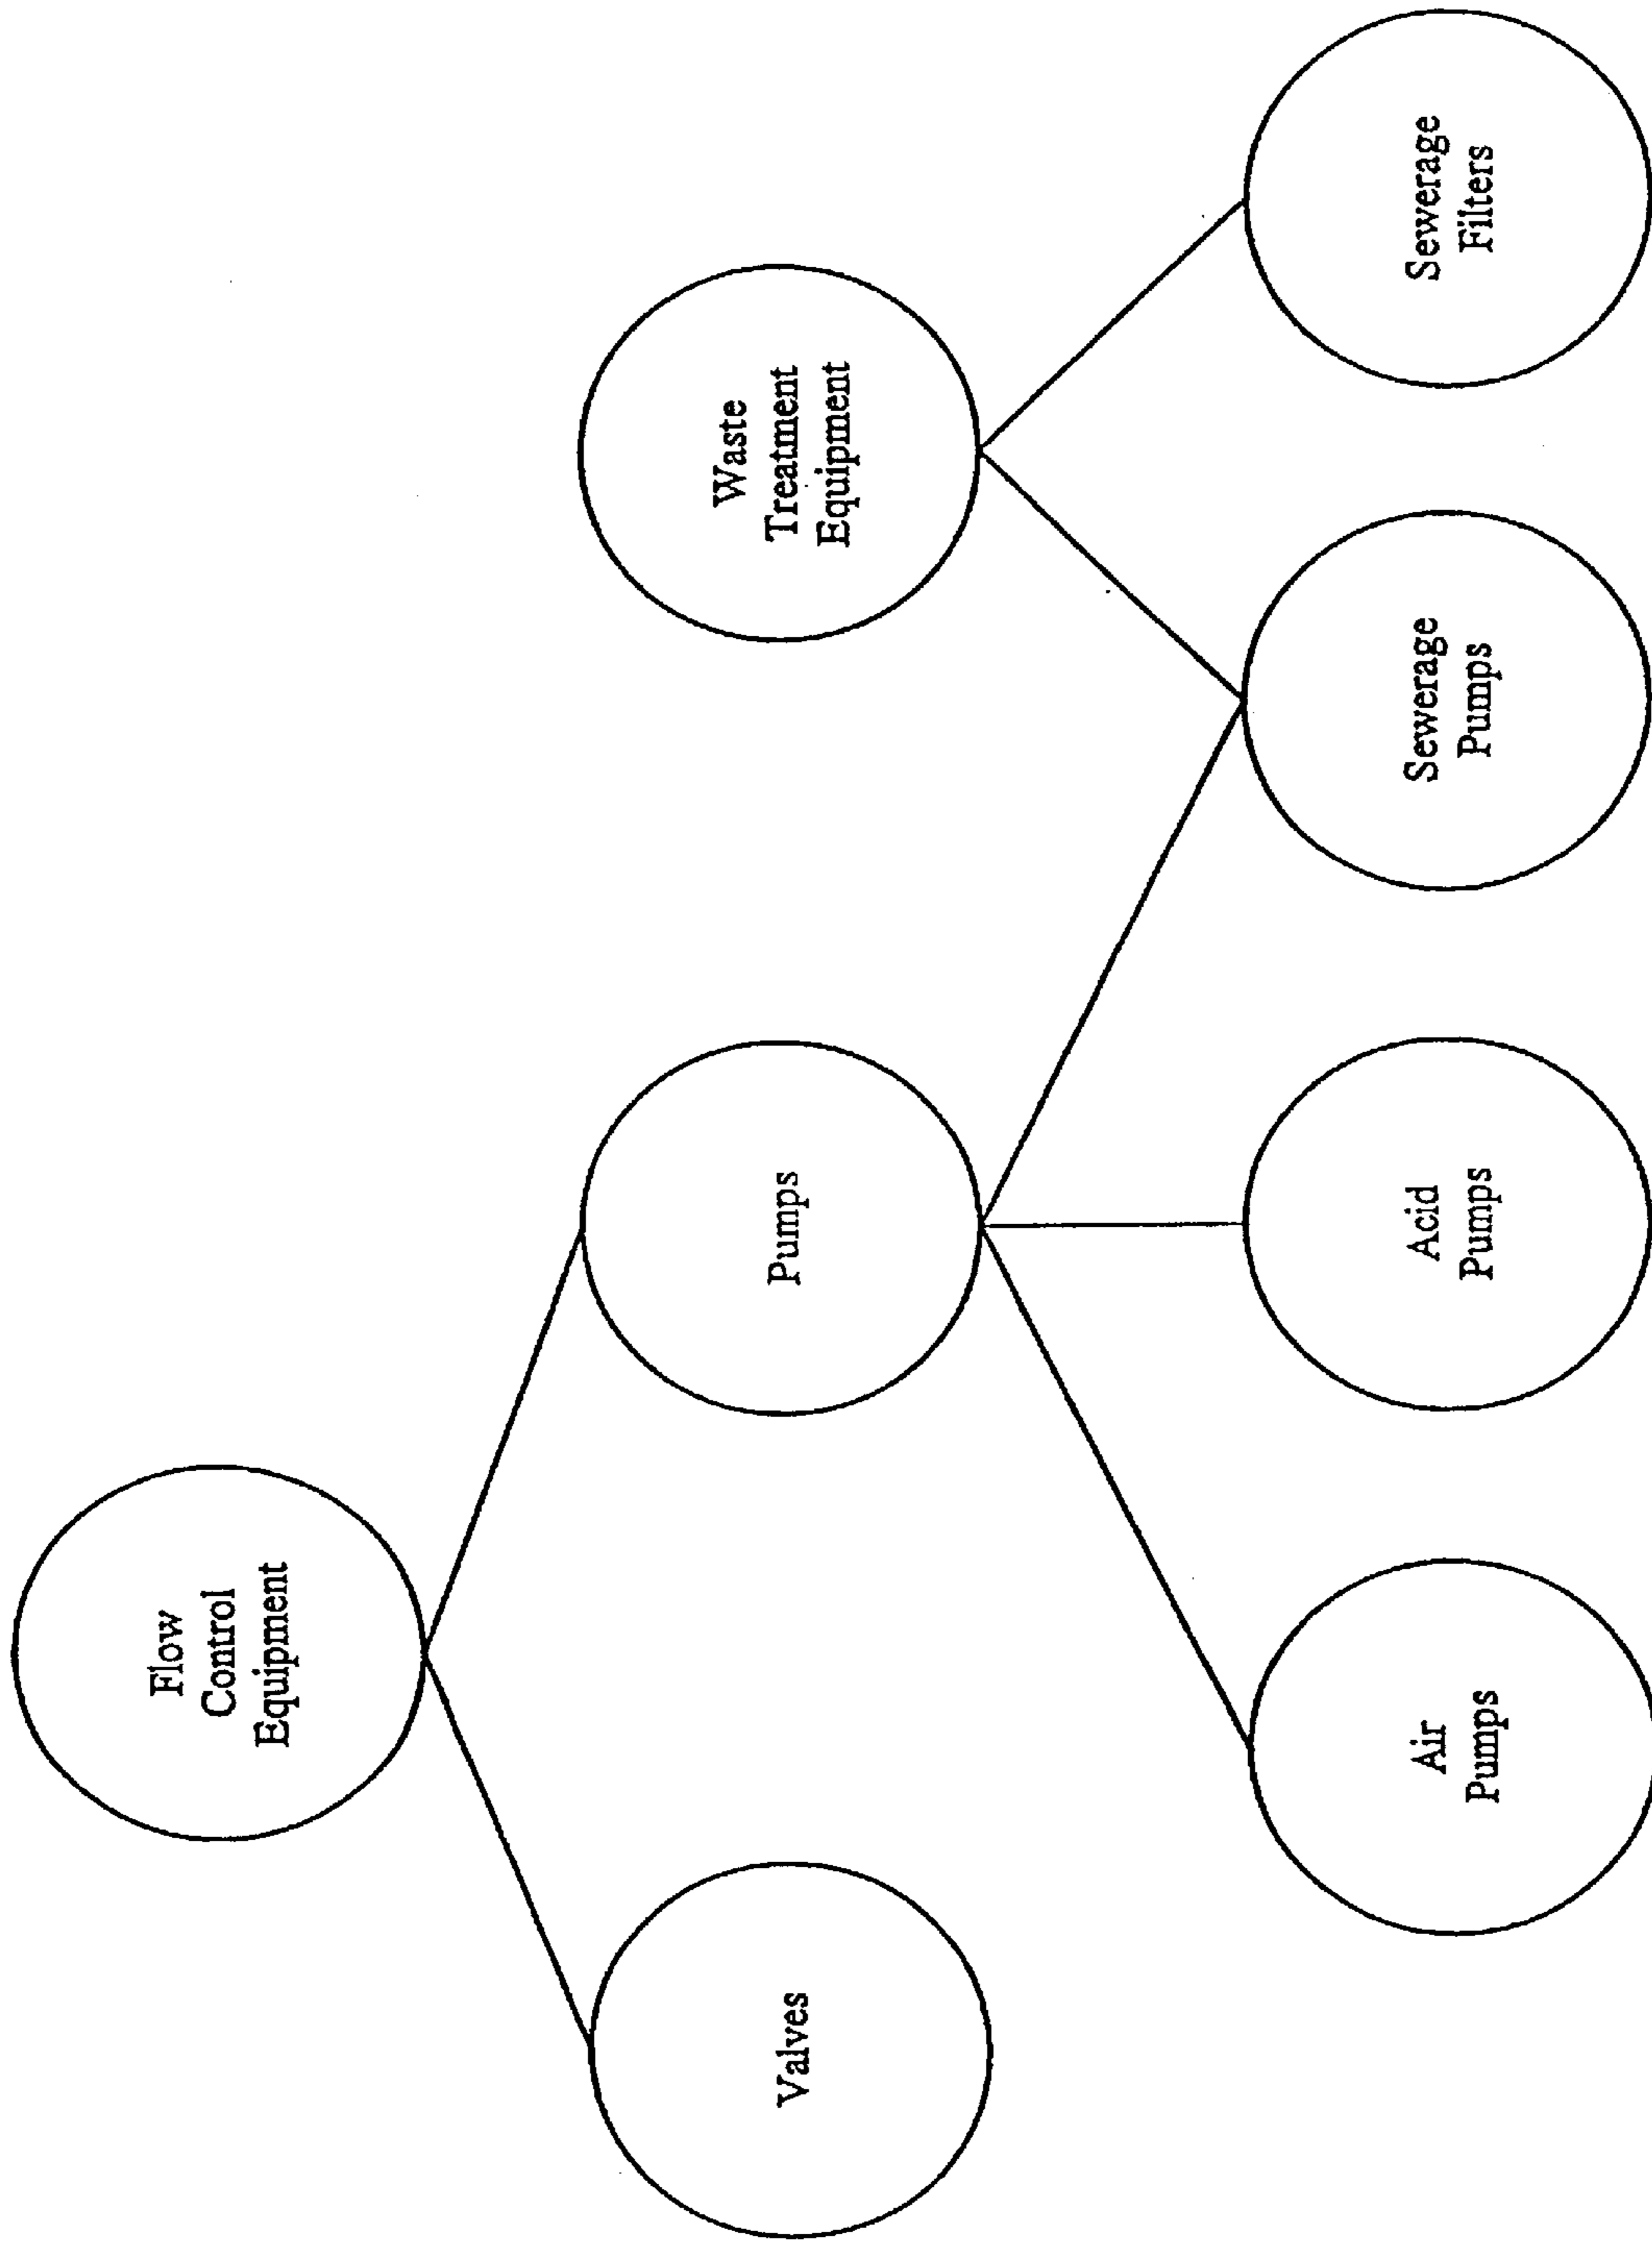 Flow
Control
Equipment
Valves
Pumps
Waste
Treatment
Equipment
Air
Pumps
Acid
Pumps
Sewerage
Pumps
Sewerage
Filters